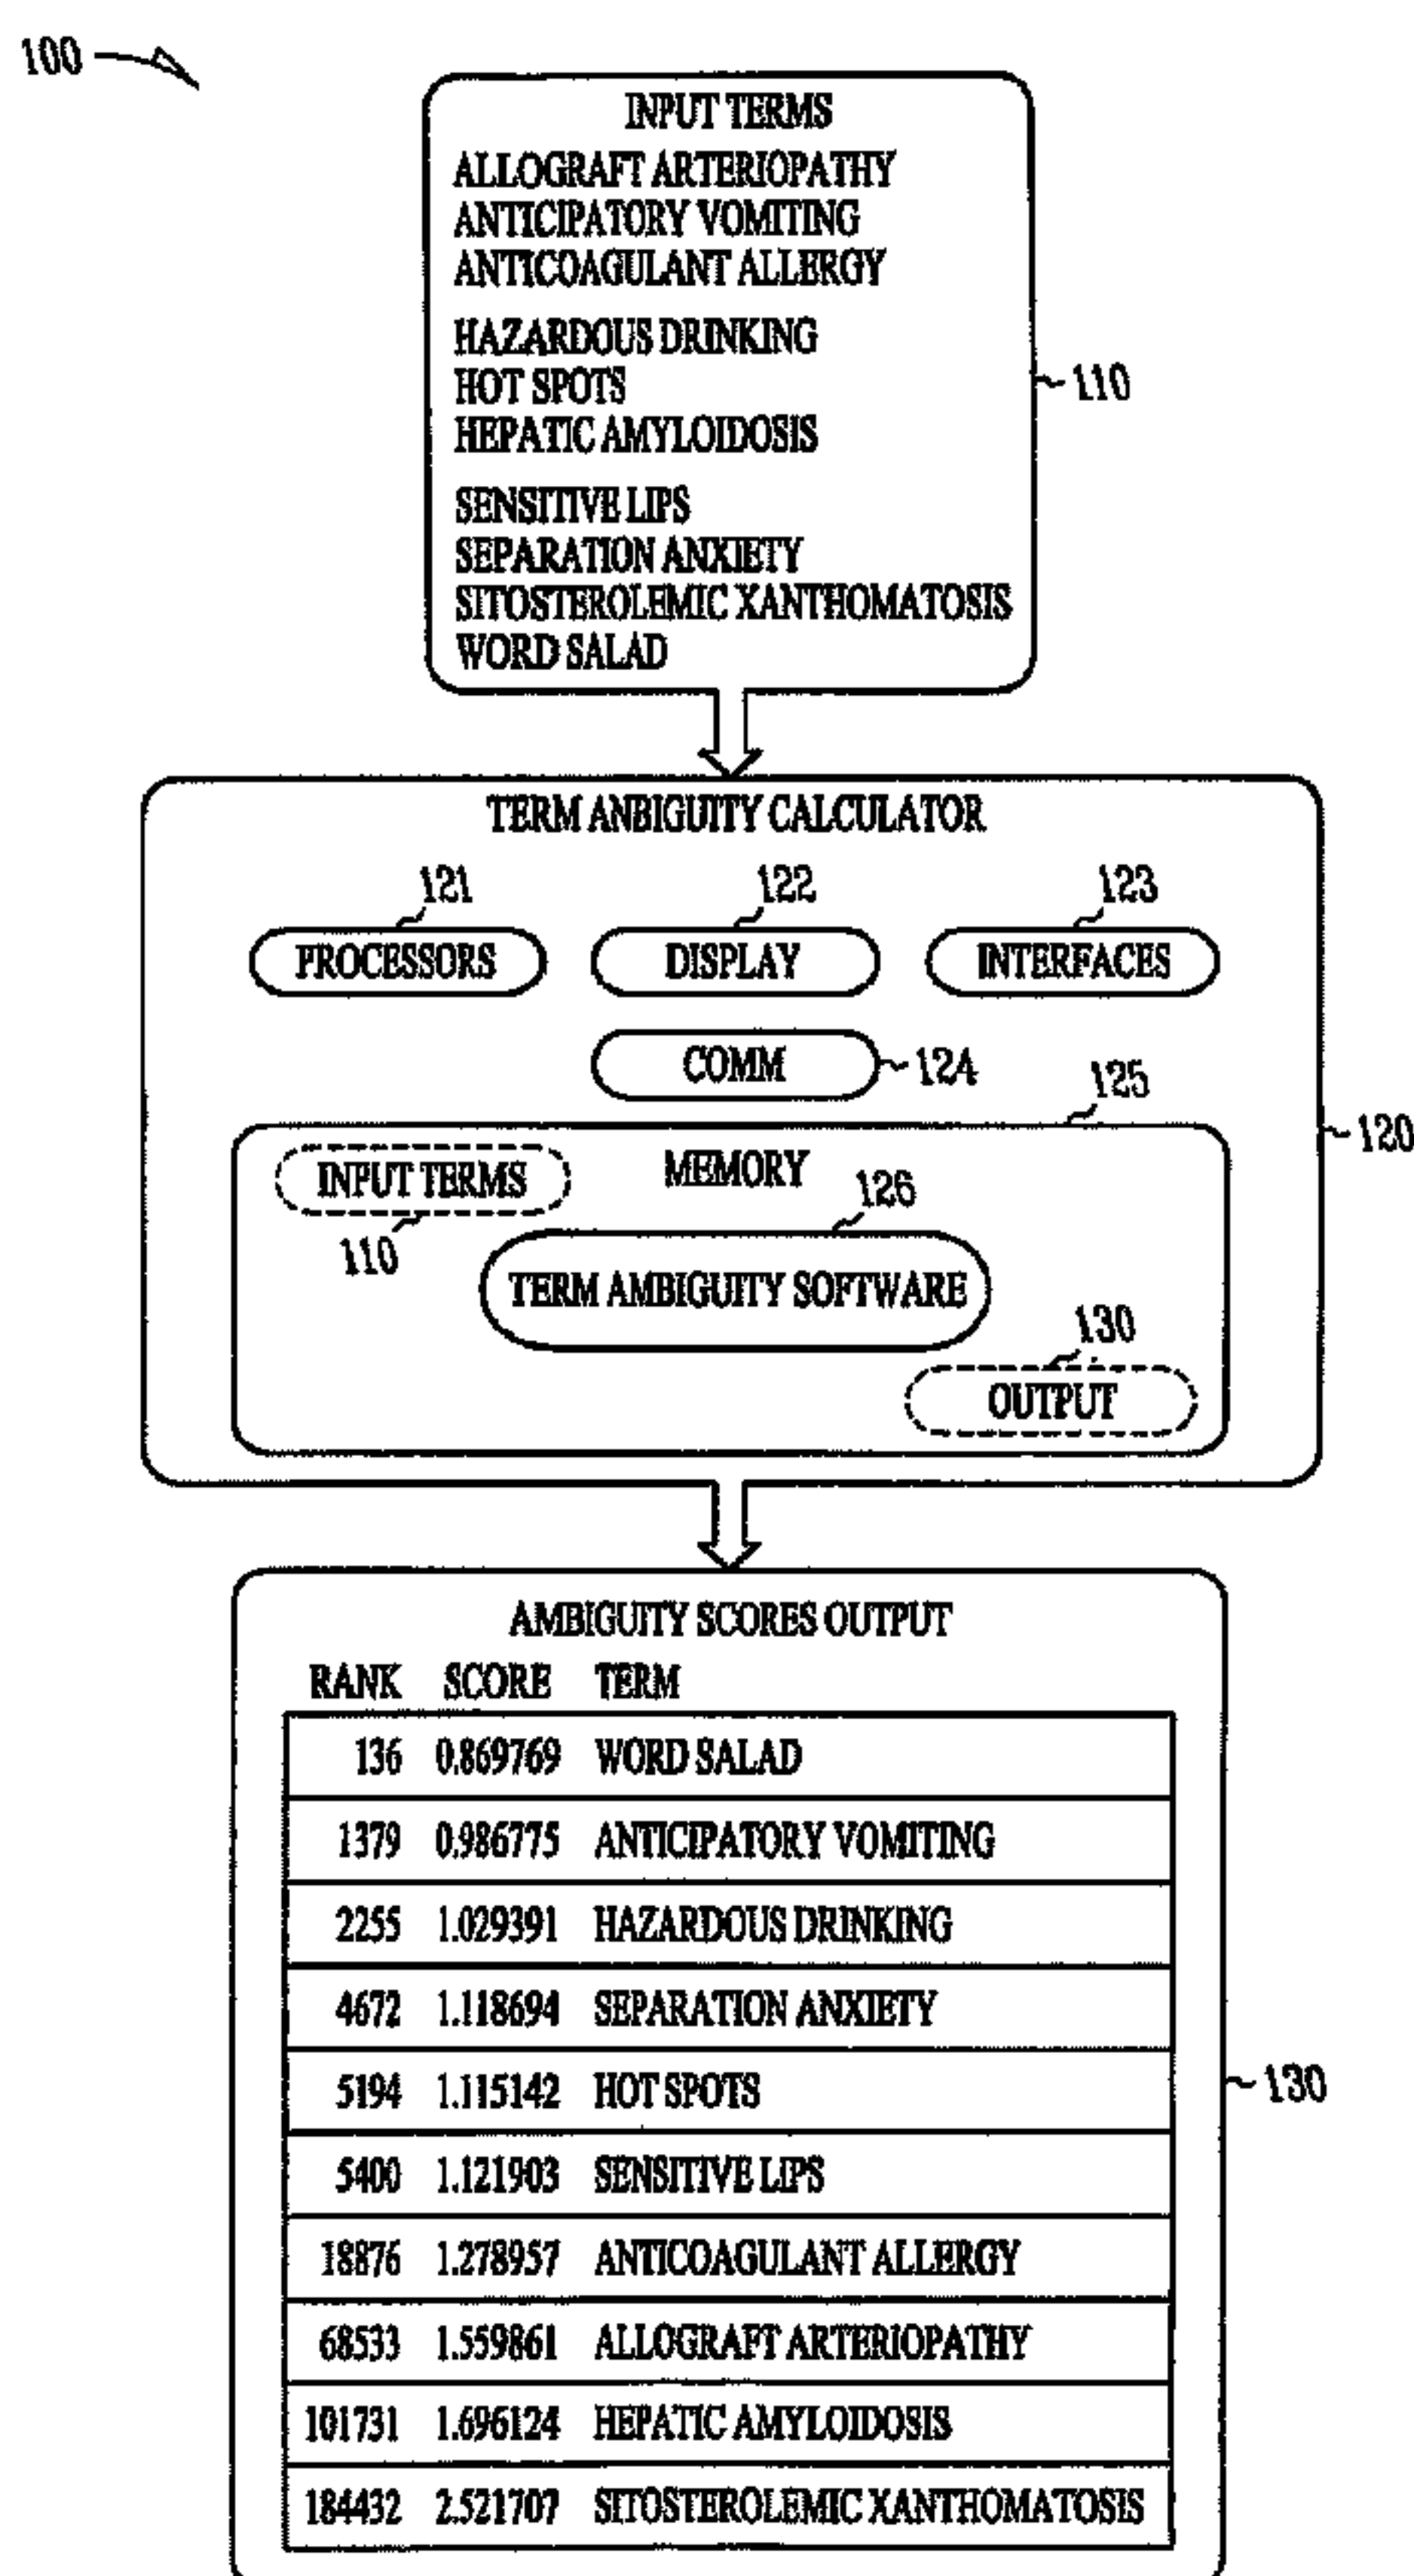 100
INPUT TERMS
ALLOGRAFT ARTERIOPATHY
ANTICIPATORY VOMITING
ANTICOAGULANT ALLERGY
HAZARDOUS DRINKING
HOT SPOTS
110
HEPATIC AMYLOIDOSIS
SENSITIVE LIPS
SEPARATION ANXIETY
SITOSTEROLEMIC XANTHOMATOSIS
WORD SALAD
TERM ANBIGUITY CALCULATOR
121 122 123
PROCESSORS DISPLAY INTERFACES
COMM 124
125
120
INPUT TERMS MEMORY
126
110
TERM AMBIGUITY SOFTWARE
130
OUTPUT
AMBIGUITY SCORES OUTPUT
RANK SCORE TERM
136 0.869769 WORD SALAD
1379 0.986775 ANTICIPATORY VOMITING
2255 1.029391 HAZARDOUS DRINKING
4672 1.118694 SEPARATION ANXIETY
5194 1.115142 HOT SPOTS
130
5400 1.121903 SENSITIVE LIPS
18876 1.278957 ANTICOAGULANT ALLERGY
68533 1.559861 ALLOGRAFT ARTERIOPATHY
101731 1.696124 HEPATIC AMYLOIDOSIS
184432 2.521707 SITOSTEROLEMIC XANTHOMATOSIS